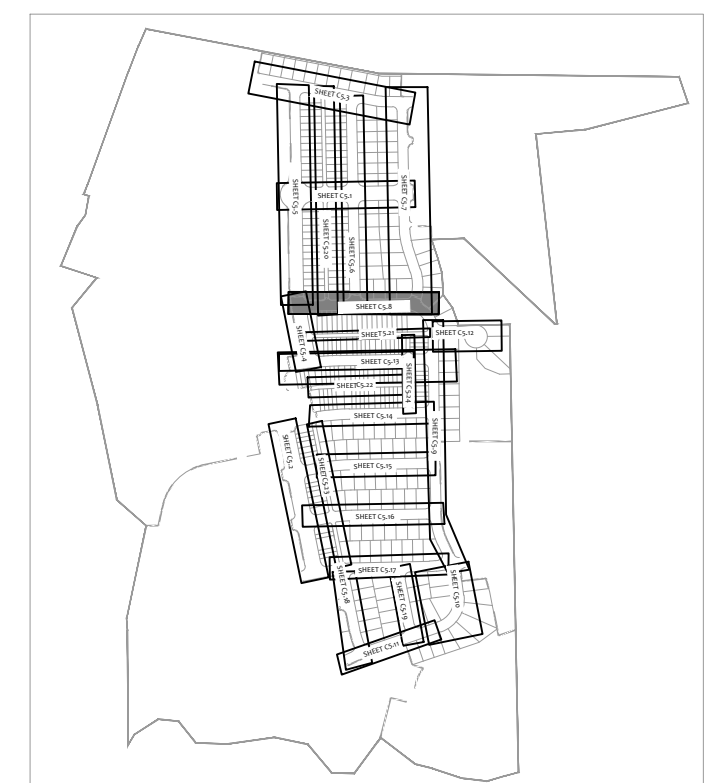 SHEET C5.3
SHEET C5.5
SHEET C5.1
SHEET C5.7
SHEET C5.20
SHEET C5.6
SHEET C5.8
SHEET C5.4
SHEET 5.21
SHEET C5.12
SHEET C5.13
SHEET C5.24
SHEET C5.22
SHEET C5.14
SHEET C5.9
SHEET C5.2
SHEET C5.23
SHEET C5.15
SHEET C5.16
SHEET C5.17
SHEET C5.18
SHEET C5.19
SHEET C5.10
SHEET C5.11